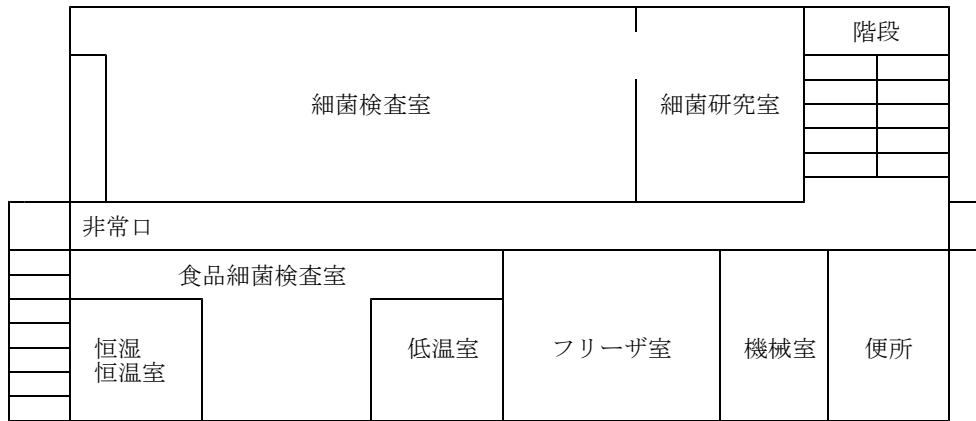 階段
細菌検査室
細菌研究室
非常口
食品細菌検査室
恒湿
恒温室
低温室
フリーザ室
機械室
便所